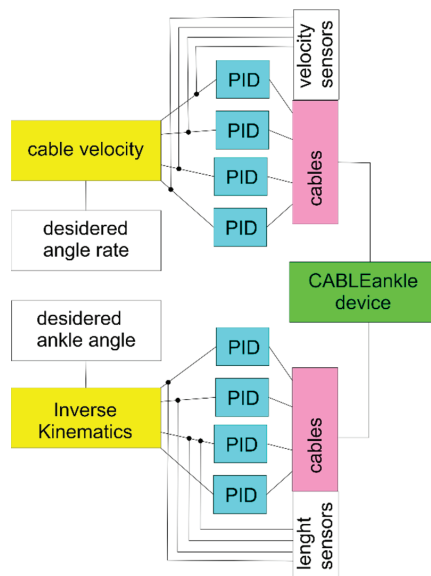 velocity
sensors
PID
PID
PID
PID
cable velocity
cables
desidered
angle rate
CABLEankle
device
desidered
ankle angle
PID
PID
PID
PID
Inverse
Kinematics
cables
lenght
sensors